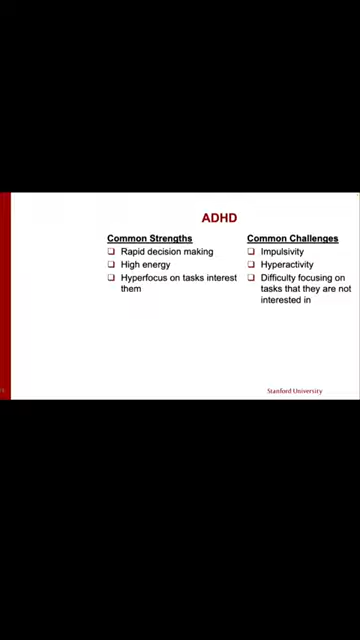 ADHD
Common Strengths
Rapid decision making
High energy
Hyperfocus on tasks interest
them
Common Challenges
Impulsivity
Hyperactivity
Difficulty focusing on
tasks that they are not
interested in
Stanford University